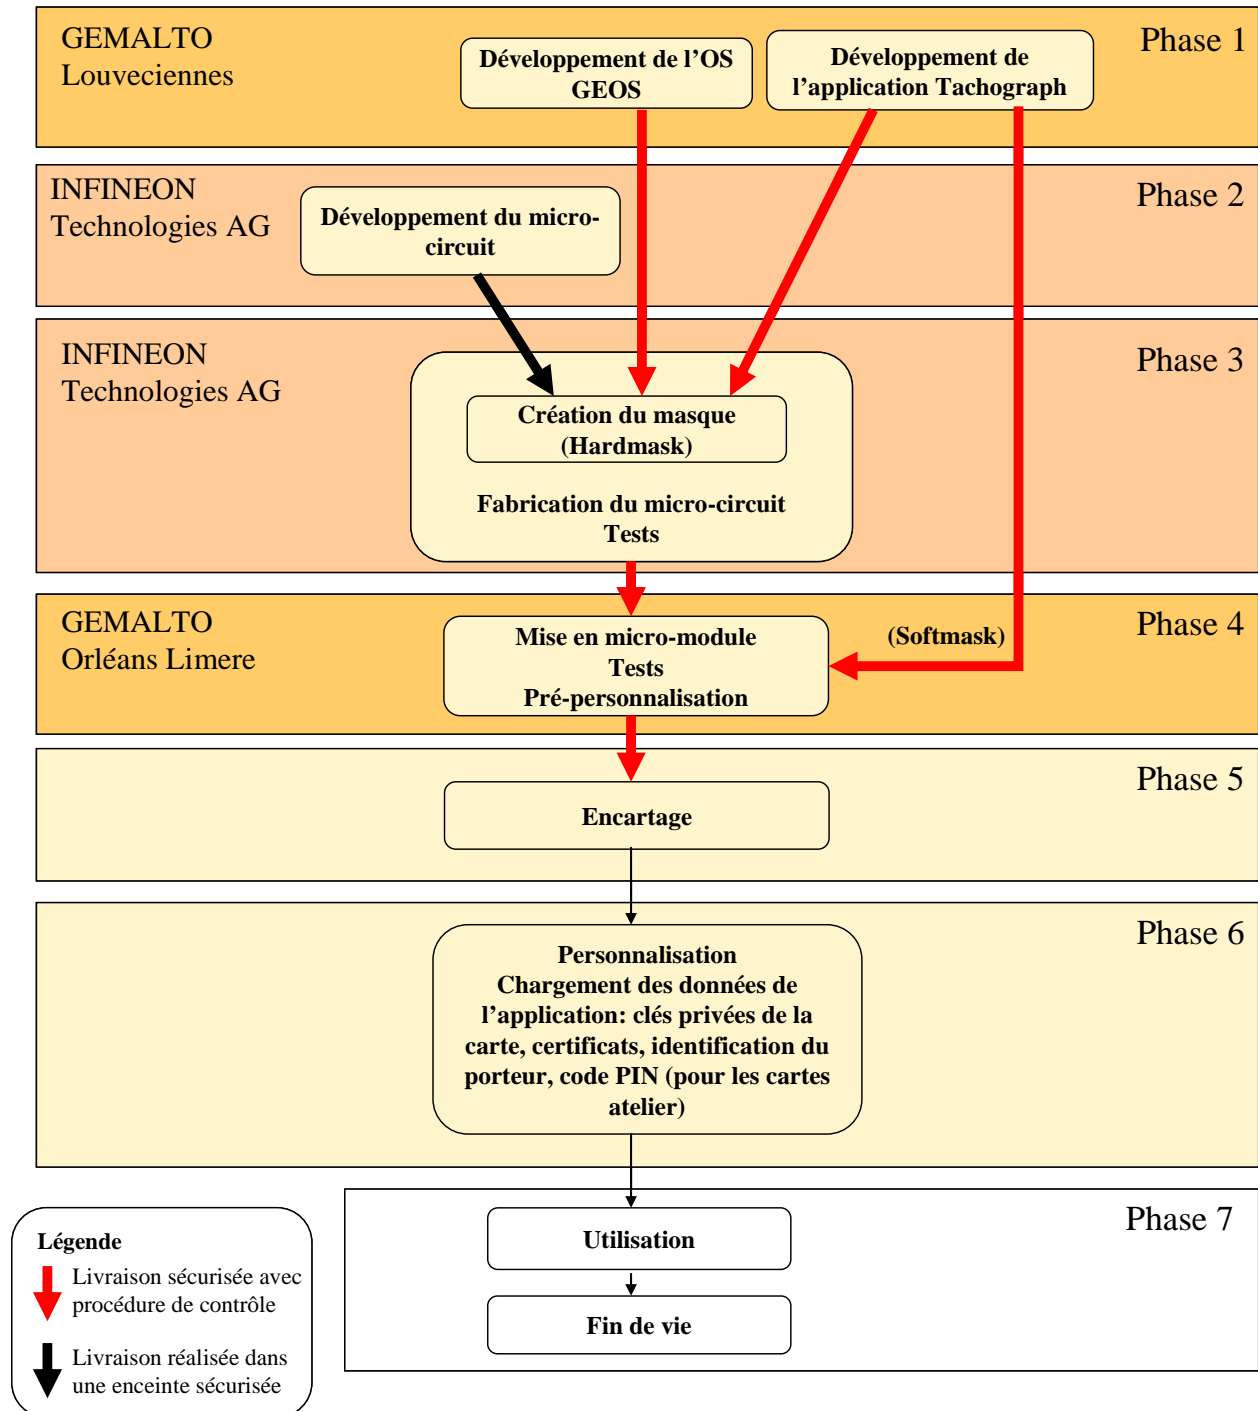 GEMALTO
Louveciennes
Développement de l’OS
GEOS
Développement de
l’application Tachograph
Phase 1
INFINEON
Technologies AG
Développement du micro-
circuit
Phase 2
INFINEON
Technologies AG
Phase 3
Création du masque
(Hardmask)
Fabrication du micro-circuit
Tests
GEMALTO
Orléans Limere
Mise en micro-module
Tests
Pré-personnalisation
(Softmask)
Phase 4
Phase 5
Encartage
Phase 6
Personnalisation
Chargement des données de
l’application: clés privées de la
carte, certificats, identification du
porteur, code PIN (pour les cartes
atelier)
Phase 7
Utilisation
Fin de vie
Légende
Livraison sécurisée avec
procédure de contrôle
Livraison réalisée dans
une enceinte sécurisée